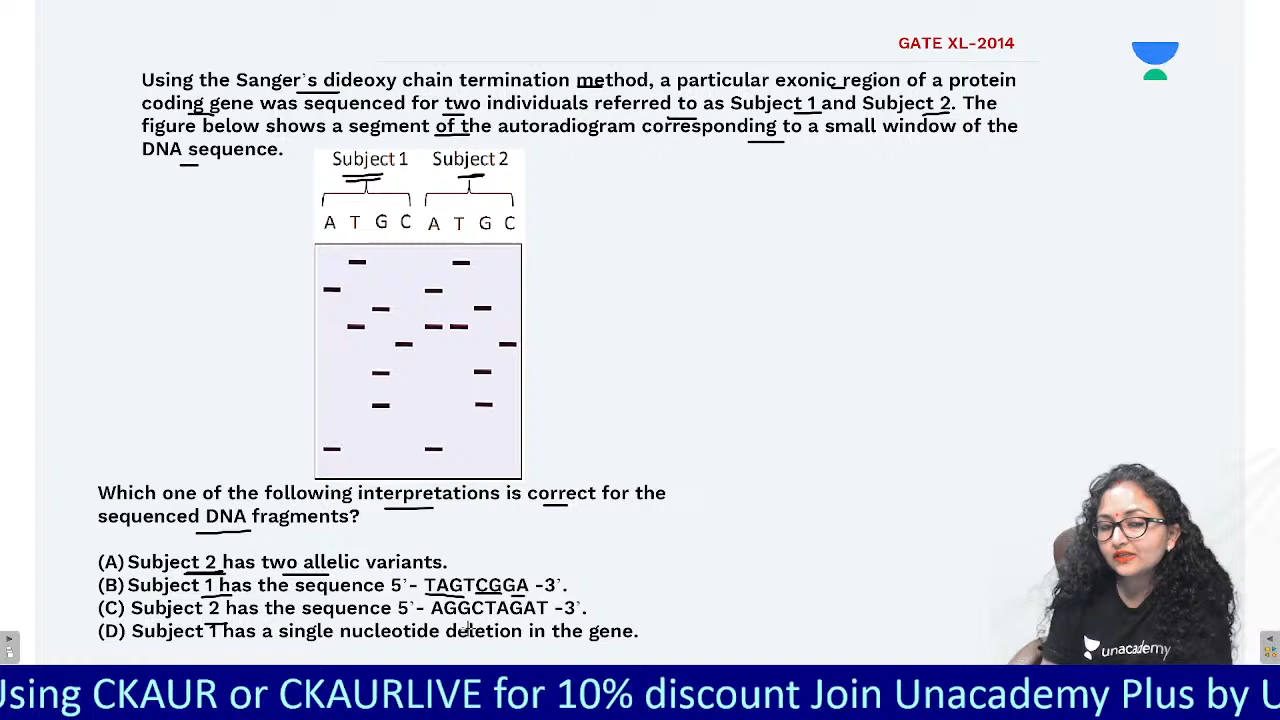 GATE XL-2014
Using the Sanger's dideoxy chain termination method, a particular exonic region of a protein
coding gene was sequenced for two individuals referred to as Subject 1 and Subject 2. The
figure below shows a segment of the autoradiogram corresponding to a small window of the
DNA sequence.
Subject 1 Subject 2
A T G C A T G C
Which one of the following interpretations is correct for the
sequenced DNA fragments?
(A) Subject 2 has two allelic variants.
(B) Subject 1 has the sequence 5'- TAGTCGGA -3'.
(C) Subject 2 has the sequence 5'- AGGCTAGAT -3'.
(D) Subject 1 has a single nucleotide deletion in the gene.
unacademy
Using CKAUR or CKAURLIVE for 10% discount Join Unacademy Plus by